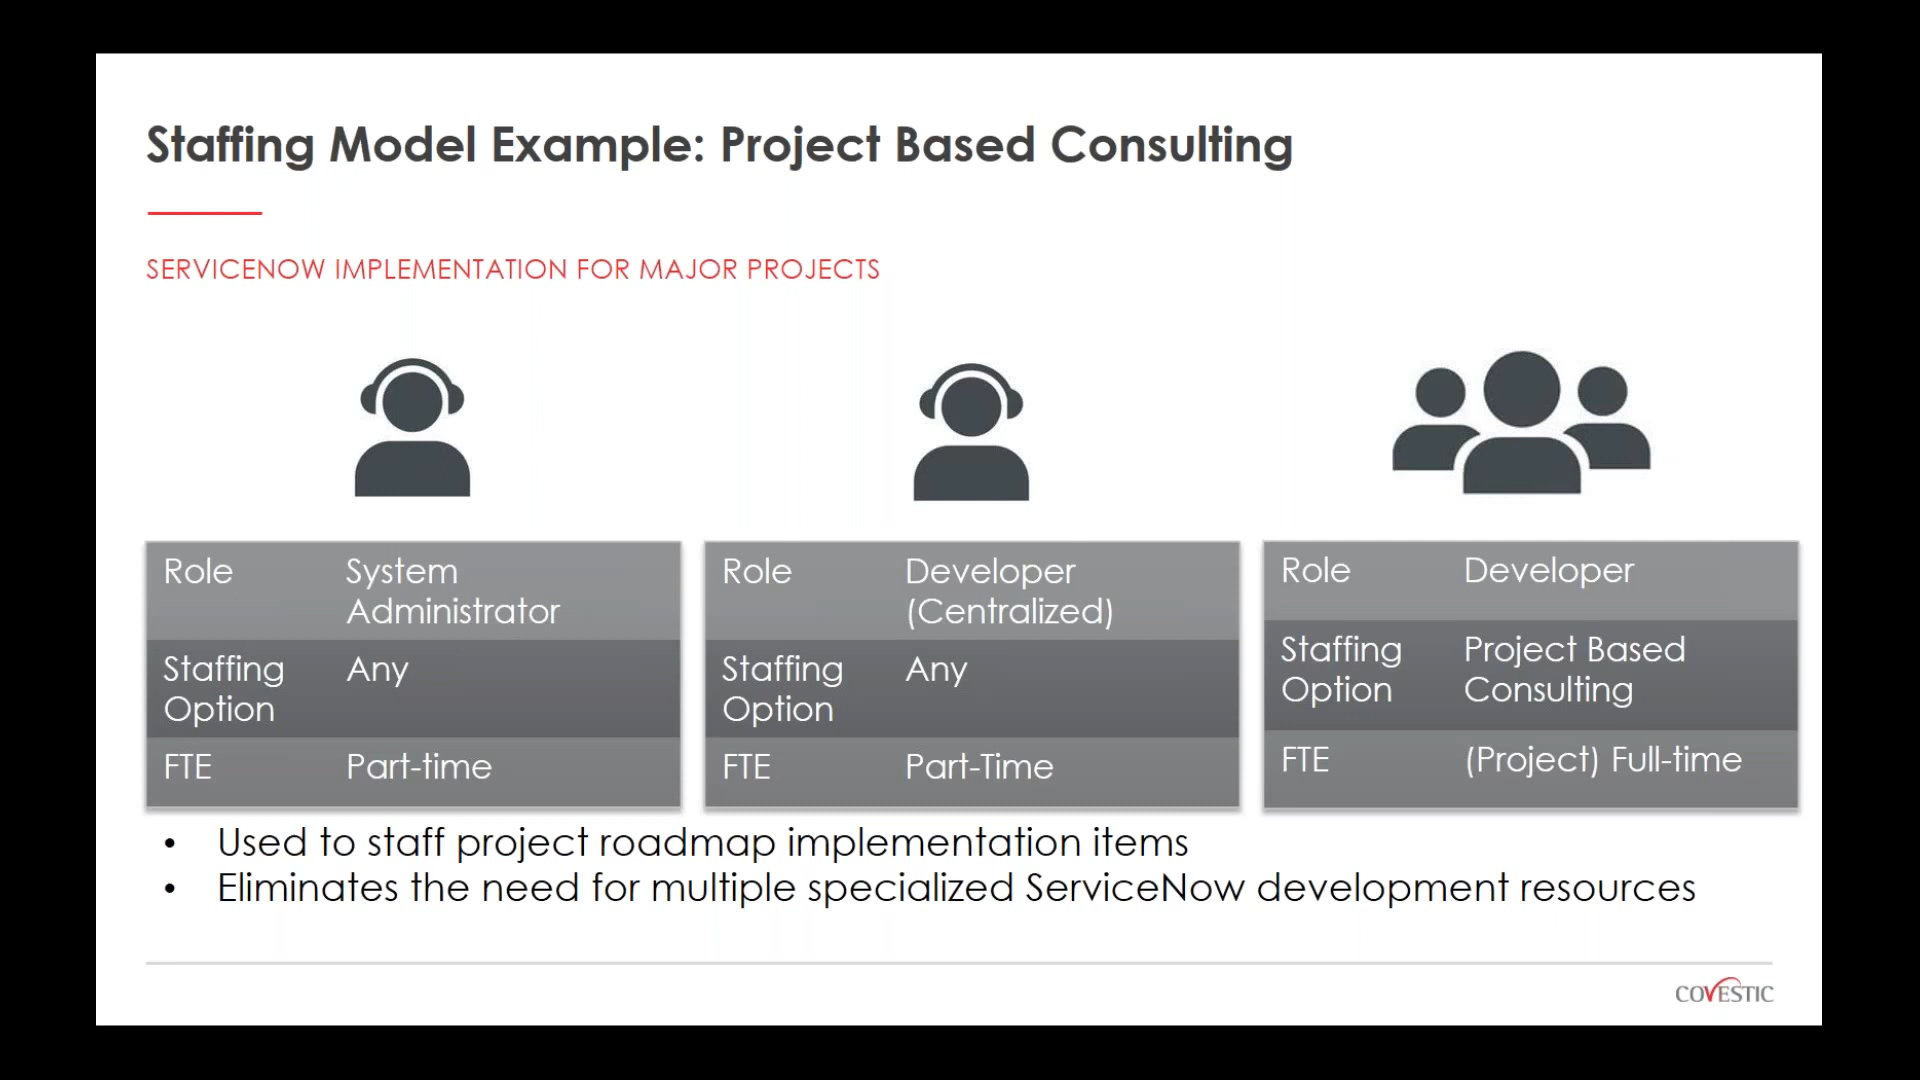 Staffing Model Example: Project Based Consulting
SERVICENOW IMPLEMENTATION FOR MAJOR PROJECTS
Role System
Administrator
Staffing Any
Option
FTE Part-time
Role Developer
(Centralized)
Staffing Any
Option
FTE Part-Time
Role Developer
Staffing Project Based
Option Consulting
FTE (Project) Full-time
• Used to staff project roadmap implementation items
• Eliminates the need for multiple specialized ServiceNow development resources
COVESTIC